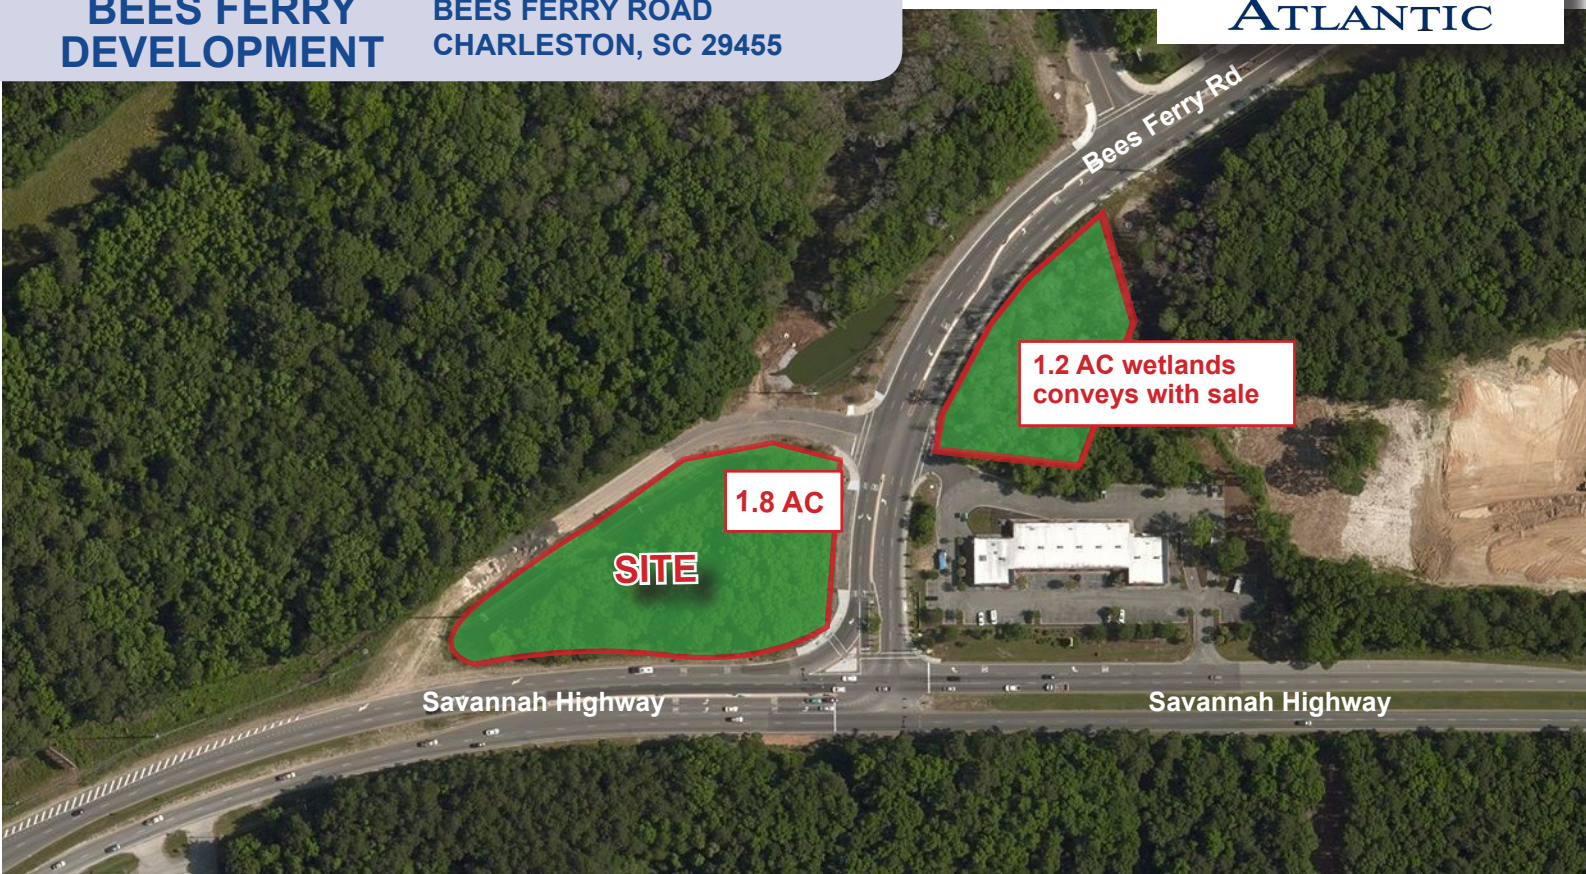 BEES FERRY
DEVELOPMENT
BEES FERRY ROAD
CHARLESTON, SC 29455
ATLANTIC
Bees Ferry Rd
1.2 AC wetlands
conveys with sale
1.8 AC
SITE
Savannah Highway
Savannah Highway